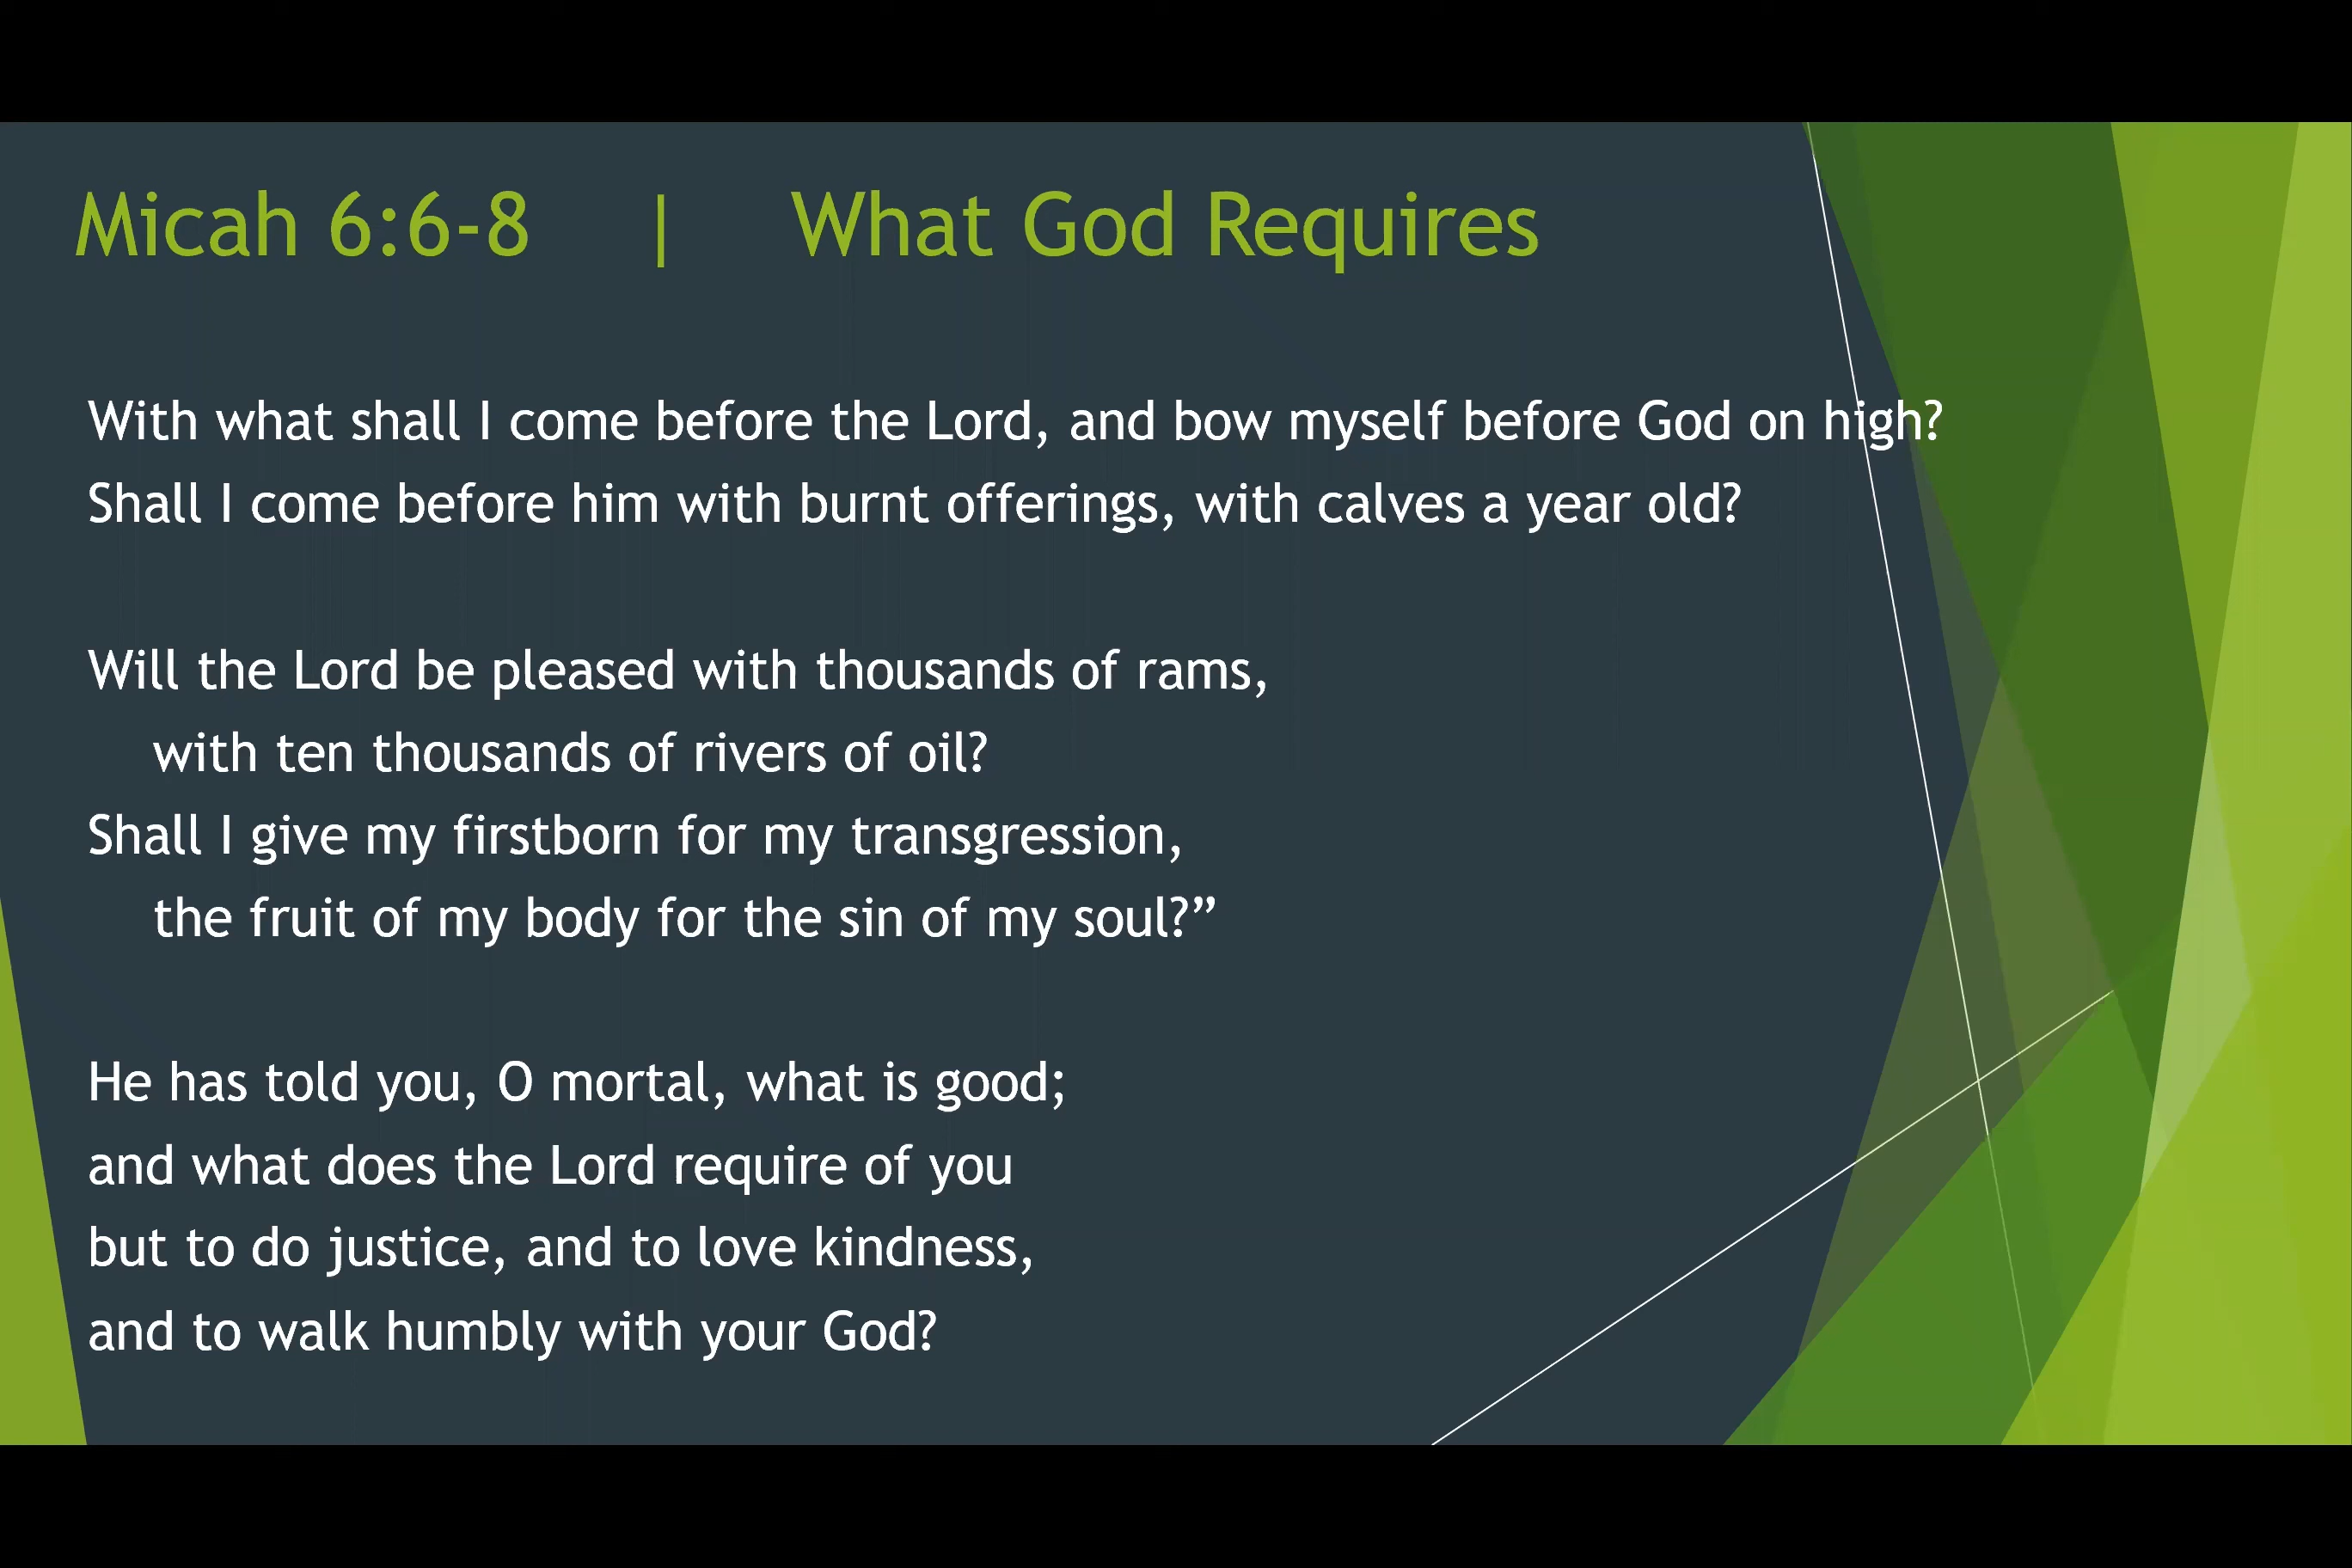 Micah 6:6-8 | What God Requires
With what shall I come before the Lord, and bow myself before God on high?
Shall I come before him with burnt offerings, with calves a year old?
Will the Lord be pleased with thousands of rams,
with ten thousands of rivers of oil?
Shall I give my firstborn for my transgression,
the fruit of my body for the sin of my soul?”
He has told you, O mortal, what is good;
and what does the Lord require of you
but to do justice, and to love kindness,
and to walk humbly with your God?